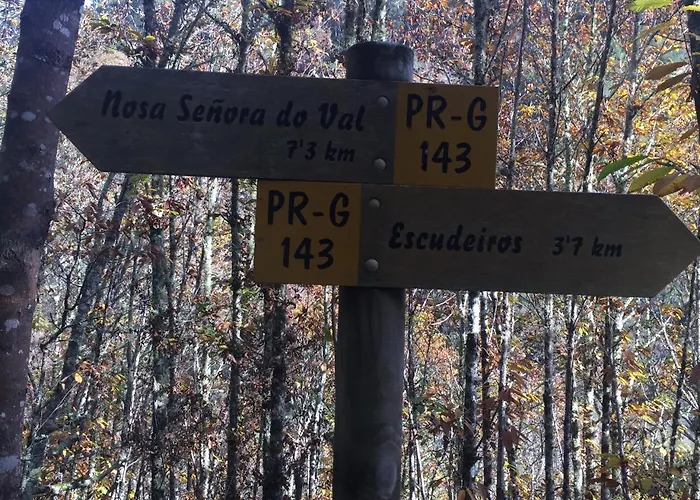 Nosa Señora do Val
7'3 km
PR-G
143
PR-G
143
Escudeiros 3'7 km